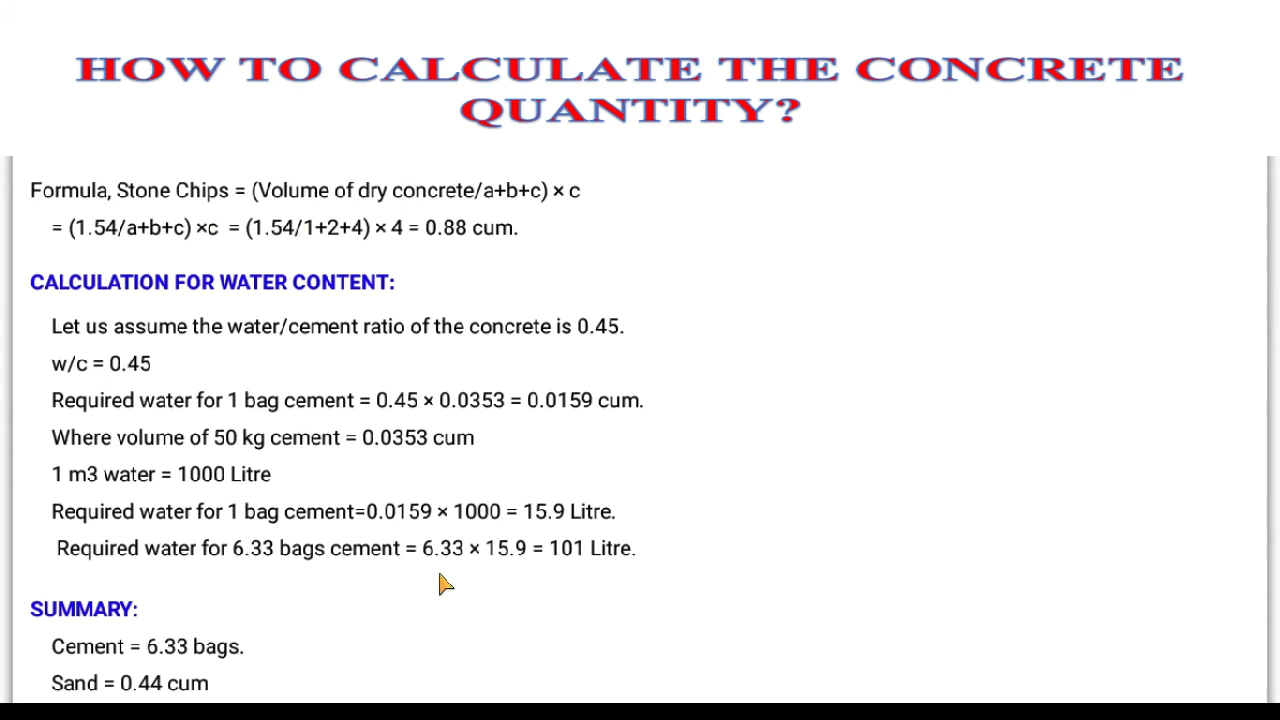 HOW TO CALCULATE THE CONCRETE
QUANTITY?
Formula, Stone Chips = (Volume of dry concrete/a+b+c) × c
= (1.54/a+b+c) ×c = (1.54/1+2+4) × 4 = 0.88 cum.
CALCULATION FOR WATER CONTENT:
Let us assume the water/cement ratio of the concrete is 0.45.
w/c = 0.45
Required water for 1 bag cement = 0.45 × 0.0353 = 0.0159 cum.
Where volume of 50 kg cement = 0.0353 cum
1 m3 water = 1000 Litre
Required water for 1 bag cement=0.0159 × 1000 = 15.9 Litre.
Required water for 6.33 bags cement = 6.33 × 15.9 = 101 Litre.
SUMMARY:
Cement = 6.33 bags.
Sand = 0.44 cum